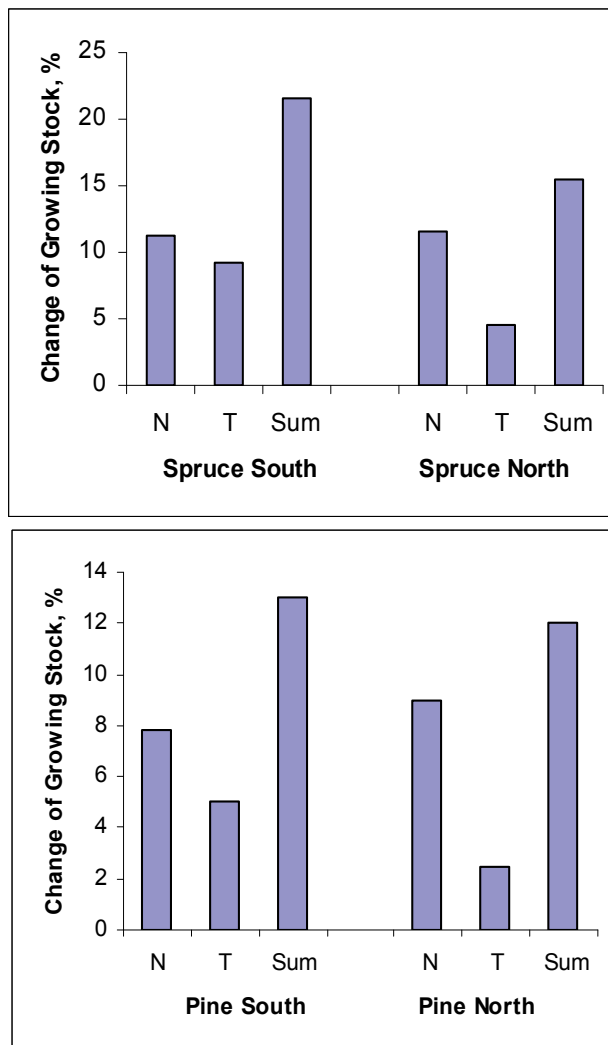 Change of Growing Stock, %
25
20
15
10
5
0
N T Sum N T Sum
Spruce South Spruce North
Change of Growing Stock, %
14
12
10
8
6
4
2
0
N T Sum N T Sum
Pine South Pine North